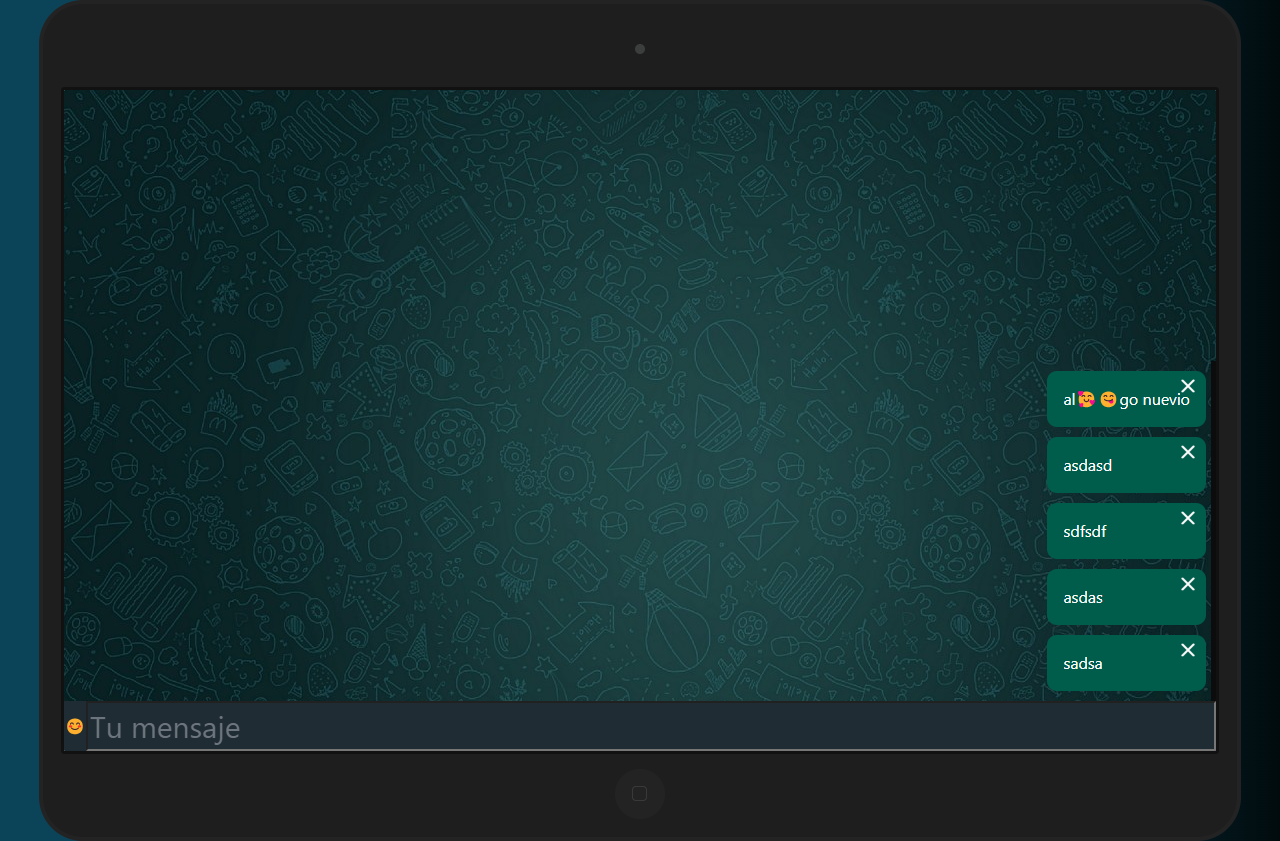 al🥰 😋go nuevio
asdasd
sdfsdf
asdas
sadsa
Tu mensaje